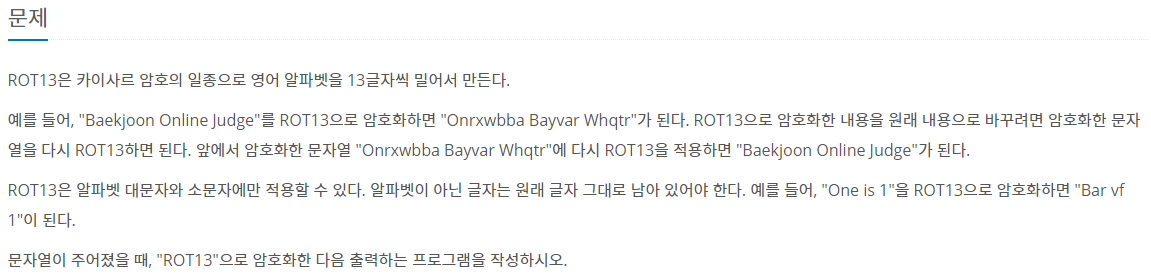 문제
ROT13은 카이사르 암호의 일종으로 영어 알파벳을 13글자씩 밀어서 만든다.
예를 들어, "Baekjoon Online Judge"를 ROT13으로 암호화하면 "Onrxwbba Bayvar Whqtr"가 된다. ROT13으로 암호화한 내용을 원래 내용으로 바꾸려면 암호화한 문자
열을 다시 ROT13하면 된다. 앞에서 암호화한 문자열 "Onrxwbba Bayvar Whqtr"에 다시 ROT13을 적용하면 "Baekjoon Online Judge"가 된다.
ROT13은 알파벳 대문자와 소문자에만 적용할 수 있다. 알파벳이 아닌 글자는 원래 글자 그대로 남아 있어야 한다. 예를 들어, "One is 1"을 ROT13으로 암호화하면 "Bar vf
1"이 된다.
문자열이 주어졌을 때, "ROT13"으로 암호화한 다음 출력하는 프로그램을 작성하시오.